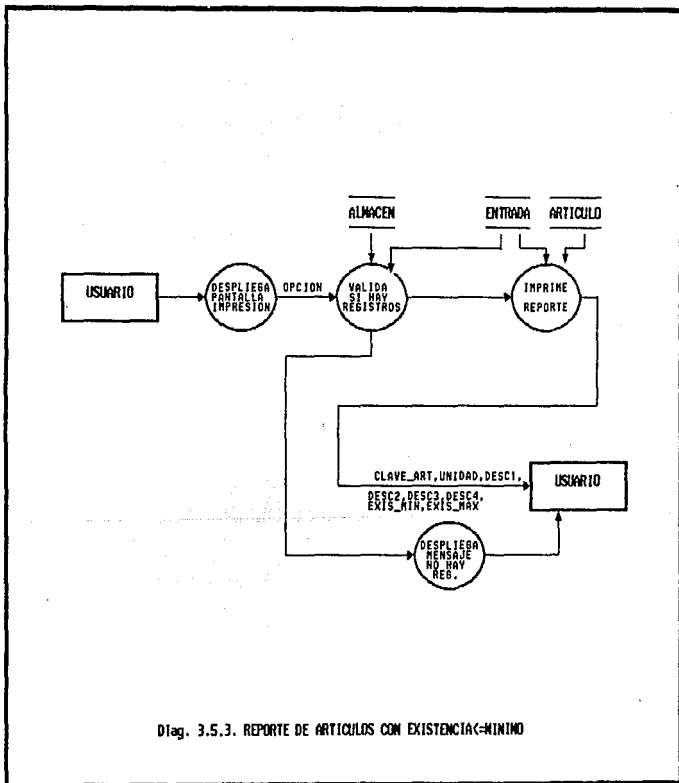 ALMACEN
ENTRADA
ARTICULO
USUARIO
DESPLIEGA
PANTALLA
IMPRESION
OPCION
VALIDA
SI HAY
REGISTROS
IMPRIME
REPORTE
CLAVE_ART,UNIDAD,DESC1,
DESC2,DESC3,DESC4,
EXIS_MIN,EXIS_MAX
USUARIO
DESPLIEGA
MENSAJE
NO HAY
REG.
Diag. 3.5.3. REPORTE DE ARTICULOS CON EXISTENCIA<=MINIMO